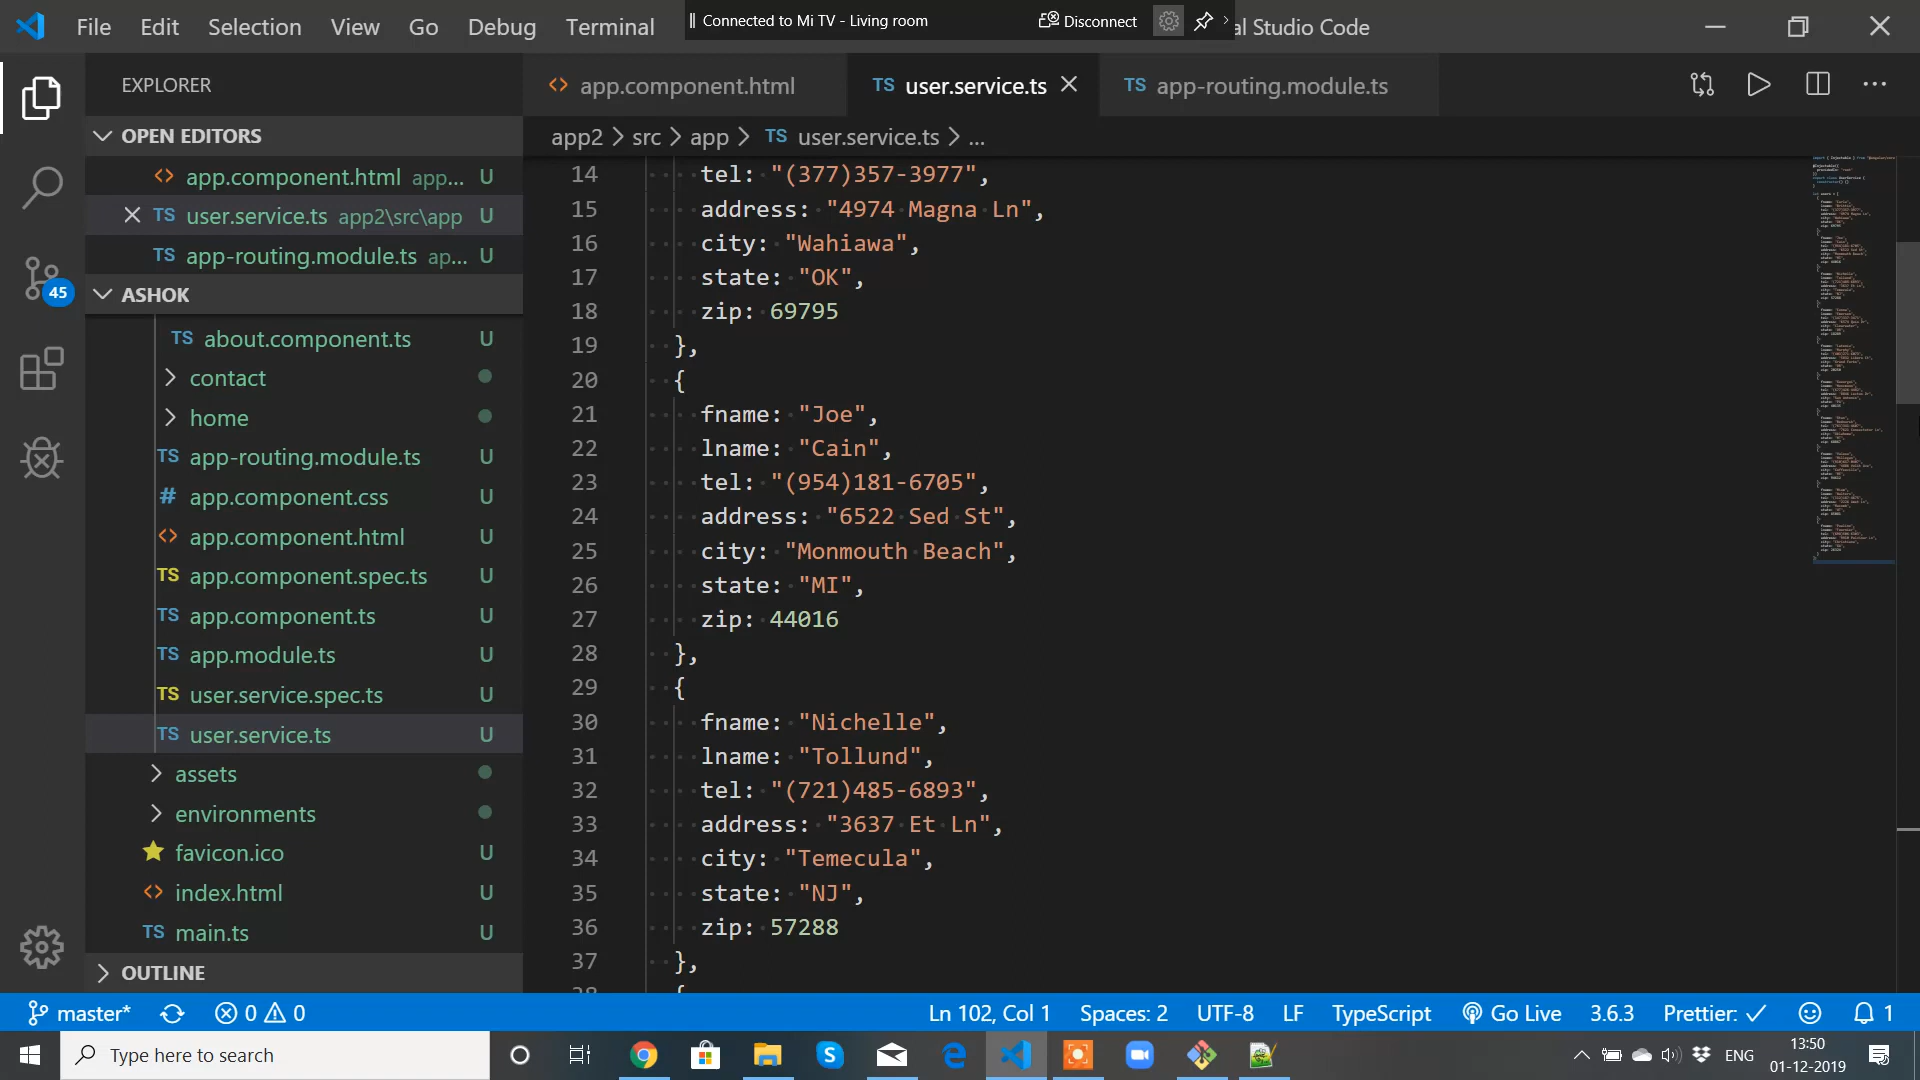 File Edit Selection View Go Debug Terminal
Connected to Mi TV - Living room Disconnect
al Studio Code
EXPLORER
OPEN EDITORS
app.component.html app... U
TS user.service.ts app2\src\app U
TS app-routing.module.ts ap... U
ASHOK
TS about.component.ts U
contact
home
TS app-routing.module.ts U
# app.component.css U
app.component.html U
TS app.component.spec.ts U
TS app.component.ts U
TS app.module.ts U
TS user.service.spec.ts U
TS user.service.ts U
assets
environments
favicon.ico U
index.html U
TS main.ts U
OUTLINE
45
app.component.html TS user.service.ts TS app-routing.module.ts
app2 > src > app > TS user.service.ts > ...
14 tel: "(377)357-3977",
15 address: "4974 Magna Ln",
16 city: "Wahiawa",
17 state: "OK",
18 zip: 69795
19 },
20 {
21 fname: "Joe",
22 lname: "Cain",
23 tel: "(954)181-6705",
24 address: "6522 Sed St",
25 city: "Monmouth Beach",
26 state: "MI",
27 zip: 44016
28 },
29 {
30 fname: "Nichelle",
31 lname: "Tollund",
32 tel: "(721)485-6893",
33 address: "3637 Et Ln",
34 city: "Temecula",
35 state: "NJ",
36 zip: 57288
37 },
38 {
master* 0 0 Ln 102, Col 1 Spaces: 2 UTF-8 LF TypeScript Go Live 3.6.3 Prettier: ✓ 1
Type here to search
ENG
13:50
01-12-2019